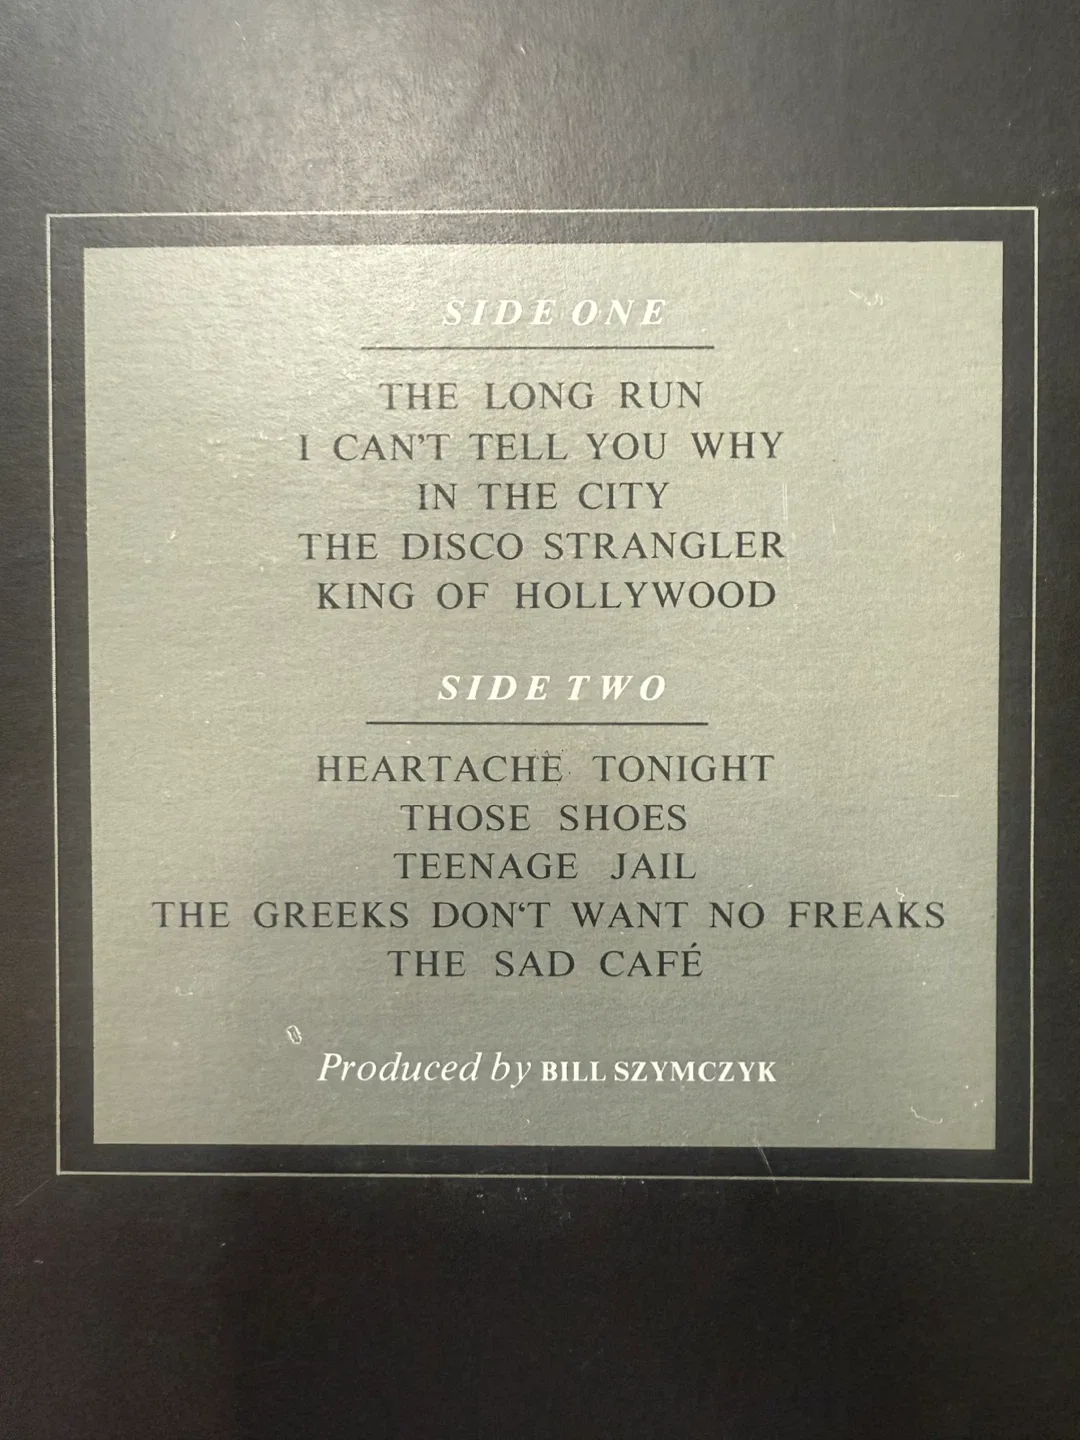 SIDE ONE
THE LONG RUN
I CAN'T TELL YOU WHY
IN THE CITY
THE DISCO STRANGLER
KING OF HOLLYWOOD
SIDE TWO
HEARTACHE TONIGHT
THOSE SHOES
TEENAGE JAIL
THE GREEKS DON‘T WANT NO FREAKS
THE SAD CAFÉ
Produced by BILL SZYMCZYK